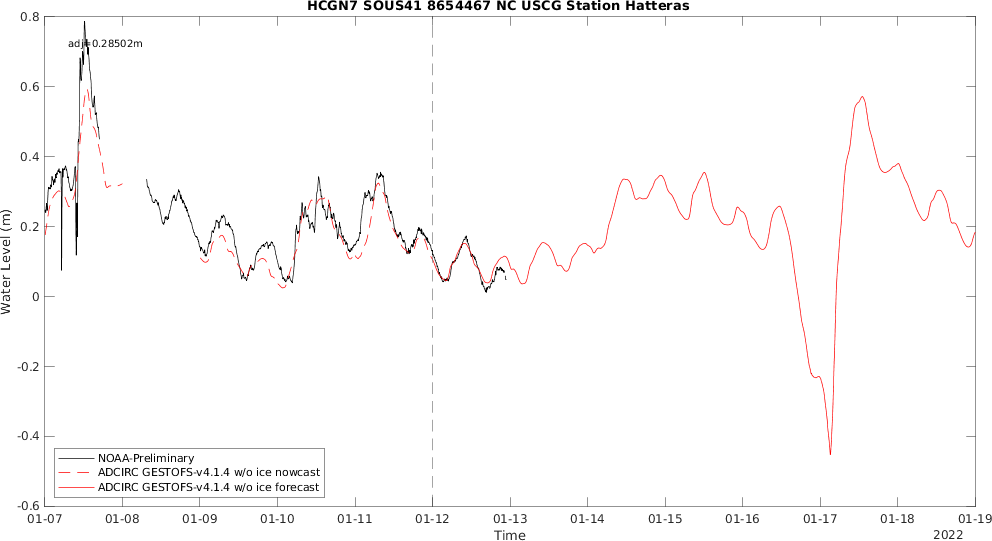 HCGN7 SOUS41 8654467 NC USCG Station Hatteras
adj=0.28502m
0.8
0.6
0.4
0.2
0
-0.2
-0.4
-0.6
Water Level (m)
NOAA-Preliminary
ADCIRC GESTOFS-v4.1.4 w/o ice nowcast
ADCIRC GESTOFS-v4.1.4 w/o ice forecast
01-07 01-08 01-09 01-10 01-11 01-12 01-13 01-14 01-15 01-16 01-17 01-18 01-19
Time
2022